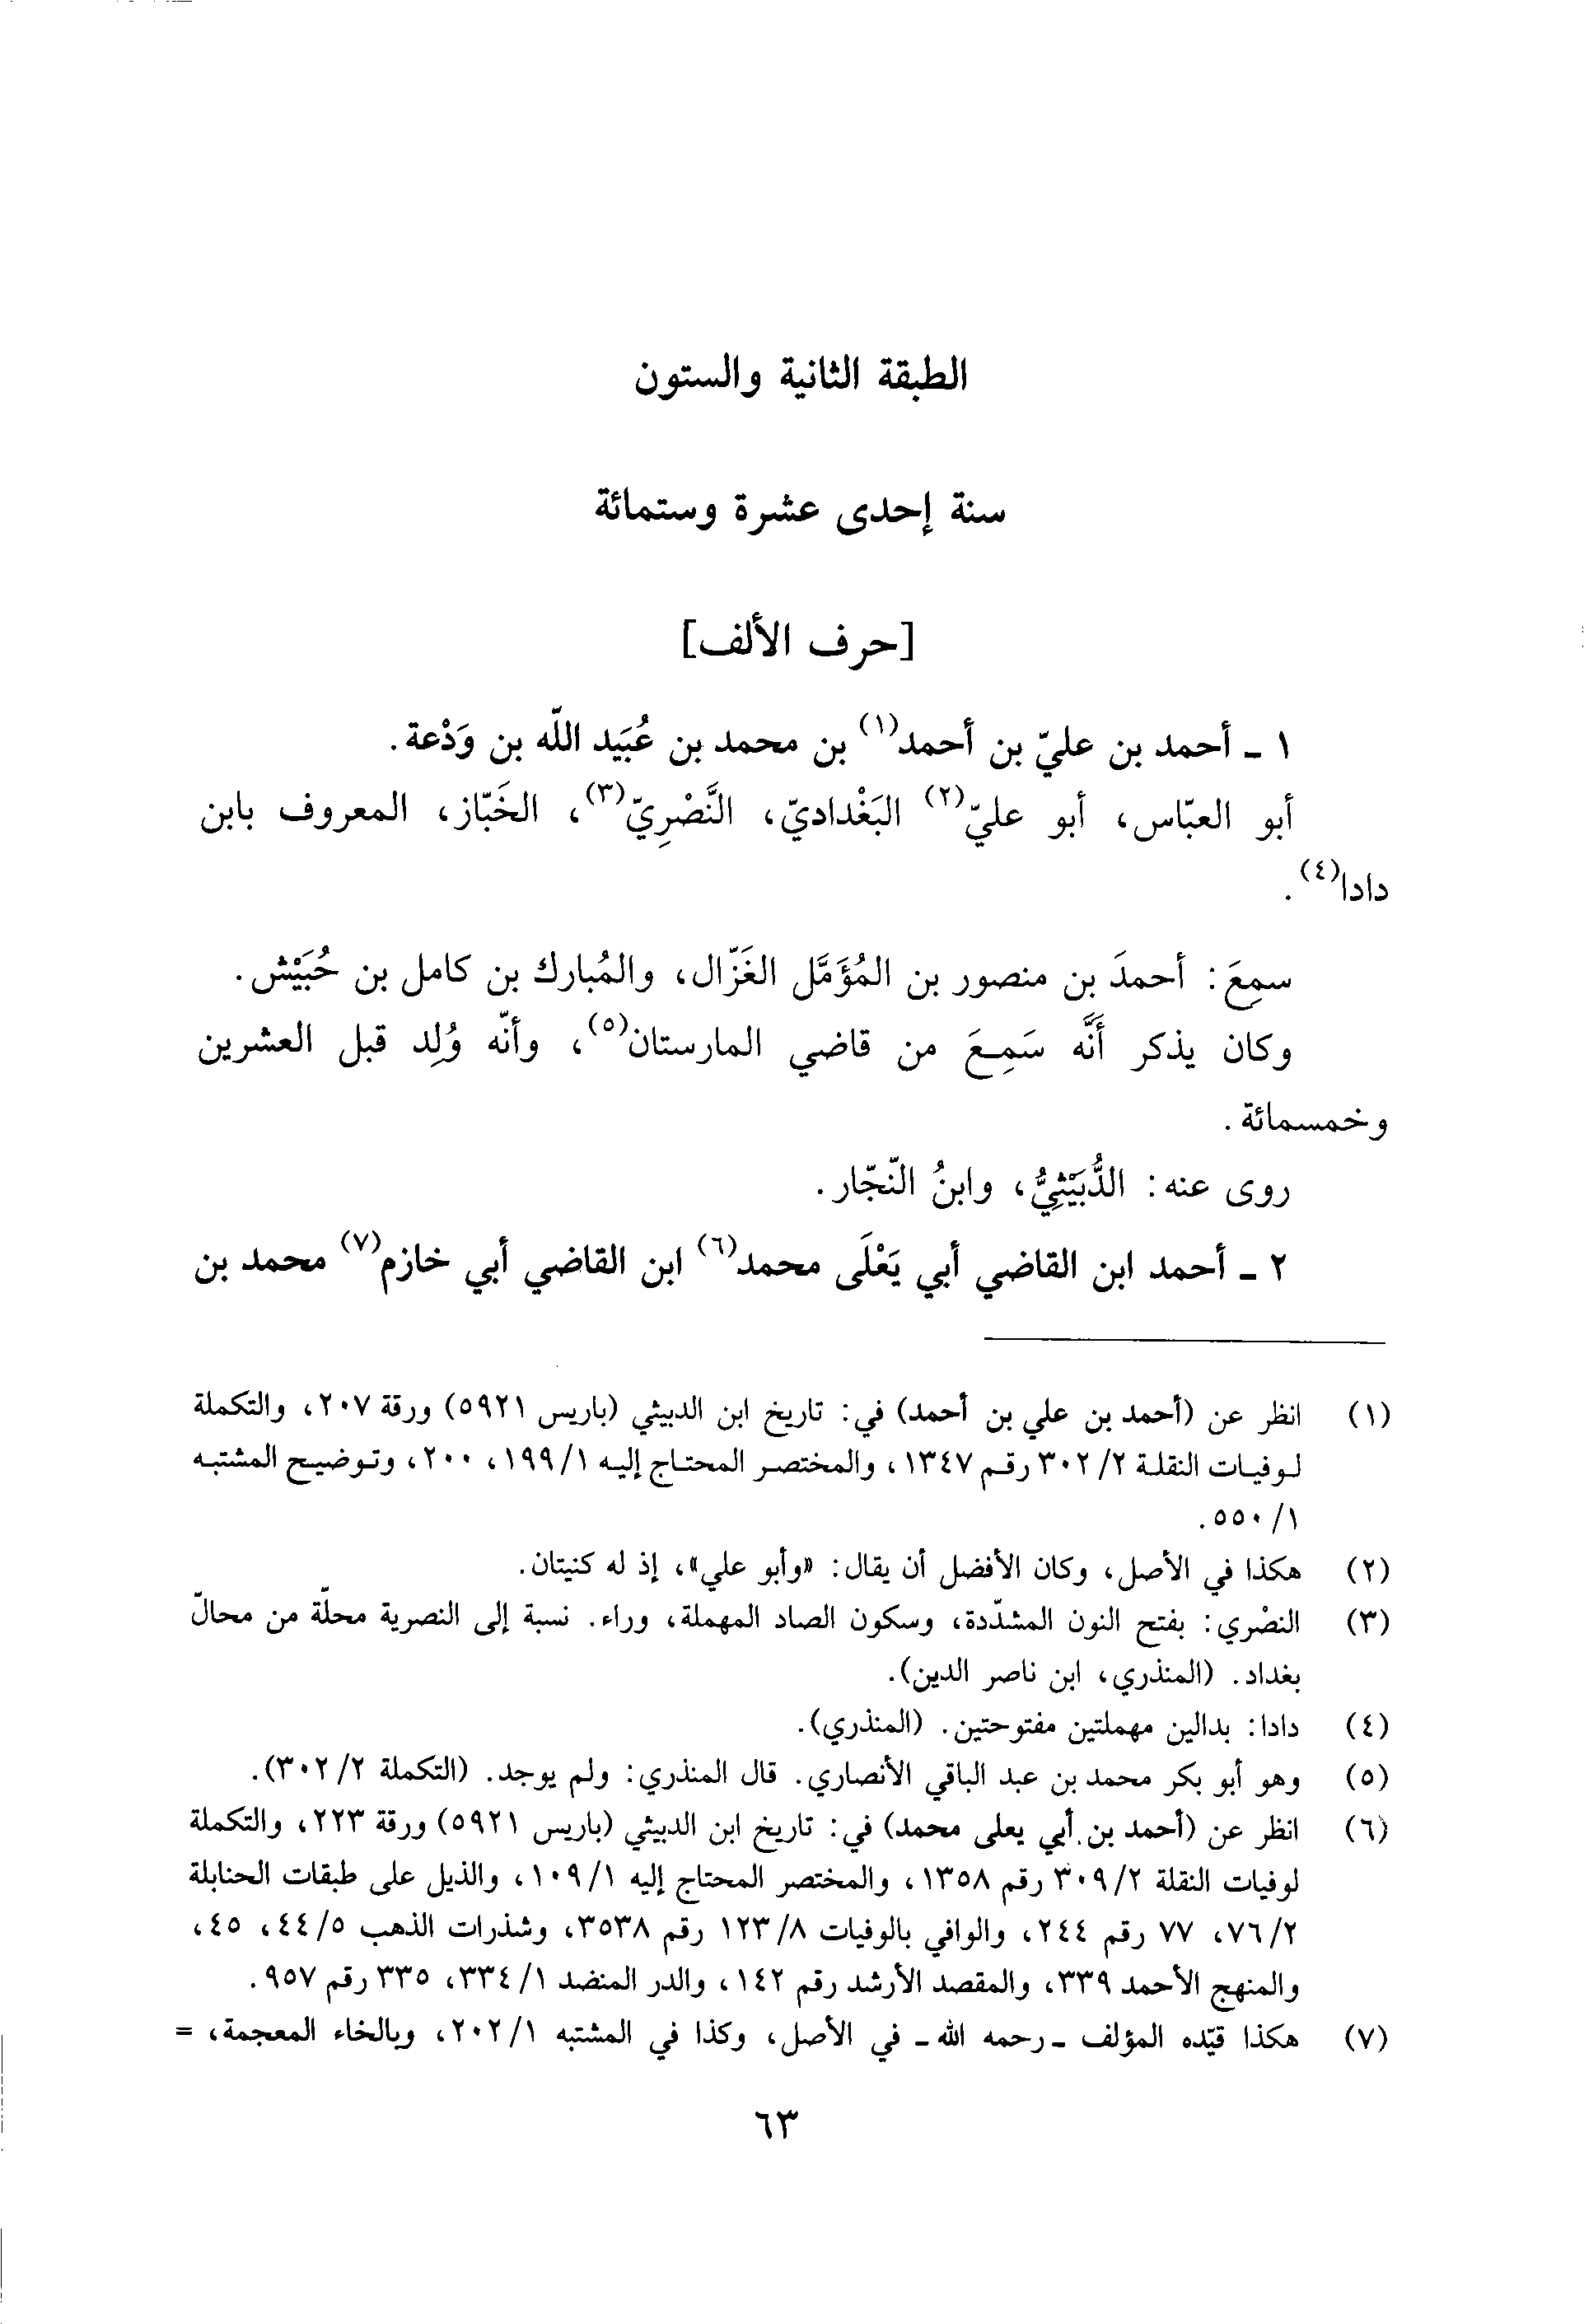 الطبقة الثانية والستون
سنة إحدى عشرة وستمائة
[حرف الألف]
١ ـ أحمد بن عليّ بن أحمد(١) بن محمد بن عُبَيد اللّه بن وَدْعة.
أبو العبّاس، أبو عليّ(٢) البَغْداديّ، النَّصْرِيّ(٣)، الخَبّاز، المعروف بابن
دادا(٤).
سمِعَ: أحمدَ بن منصور بن المُؤَمَّل الغَزّال، والمُبارك بن كامل بن حُبَيْش.
وكان يذكر أَنَّه سَمِعَ من قاضي المارستان(٥)، وأنّه وُلِد قبل العشرين
وخمسمائة.
روى عنه: الدُّبَيْثِيُّ، وابنُ النّجّار.
٢ ـ أحمد ابن القاضي أبي يَعْلَى محمد(٦) ابن القاضي أبي خازم(٧) محمد بن
(١) انظر عن (أحمد بن علي بن أحمد) في: تاريخ ابن الدبيثي (باريس ٥٩٢١) ورقة ٢٠٧، والتكملة
لوفيات النقلة ٢/ ٣٠٢ رقم ١٣٤٧، والمختصر المحتاج إليه ١/ ١٩٩، ٢٠٠، وتوضيح المشتبه
١/ ٥٥٠.
(٢) هكذا في الأصل، وكان الأفضل أن يقال: «وأبو علي»، إذ له كنيتان.
(٣) النصْري: بفتح النون المشدّدة، وسكون الصاد المهملة، وراء. نسبة إلى النصرية محلّة من محالّ
بغداد. (المنذري، ابن ناصر الدين).
(٤) دادا: بدالين مهملتين مفتوحتين. (المنذري).
(٥) وهو أبو بكر محمد بن عبد الباقي الأنصاري. قال المنذري: ولم يوجد. (التكملة ٢/ ٣٠٢).
(٦) انظر عن (أحمد بن أبي يعلى محمد) في: تاريخ ابن الدبيثي (باريس ٥٩٢١) ورقة ٢٢٣، والتكملة
لوفيات النقلة ٢/ ٣٠٩ رقم ١٣٥٨، والمختصر المحتاج إليه ١/ ١٠٩، والذيل على طبقات الحنابلة
٢/ ٧٦، ٧٧ رقم ٢٤٤، والوافي بالوفيات ٨/ ١٢٣ رقم ٣٥٣٨، وشذرات الذهب ٥/ ٤٤، ٤٥،
والمنهج الأحمد ٣٣٩، والمقصد الأرشد رقم ١٤٢، والدر المنضد ١/ ٣٣٤، ٣٣٥ رقم ٩٥٧.
(٧) هكذا قيّده المؤلف ـ رحمه الله ـ في الأصل، وكذا في المشتبه ١/ ٢٠٢، وبالخاء المعجمة، =
٦٣